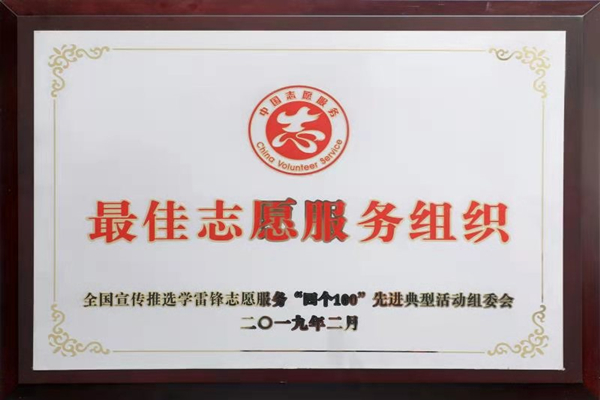 中国志愿服务
志
China Volunteer Service
最佳志愿服务组织
全国宣传推选学雷锋志愿服务“四个100”先进典型活动组委会
二〇一九年二月